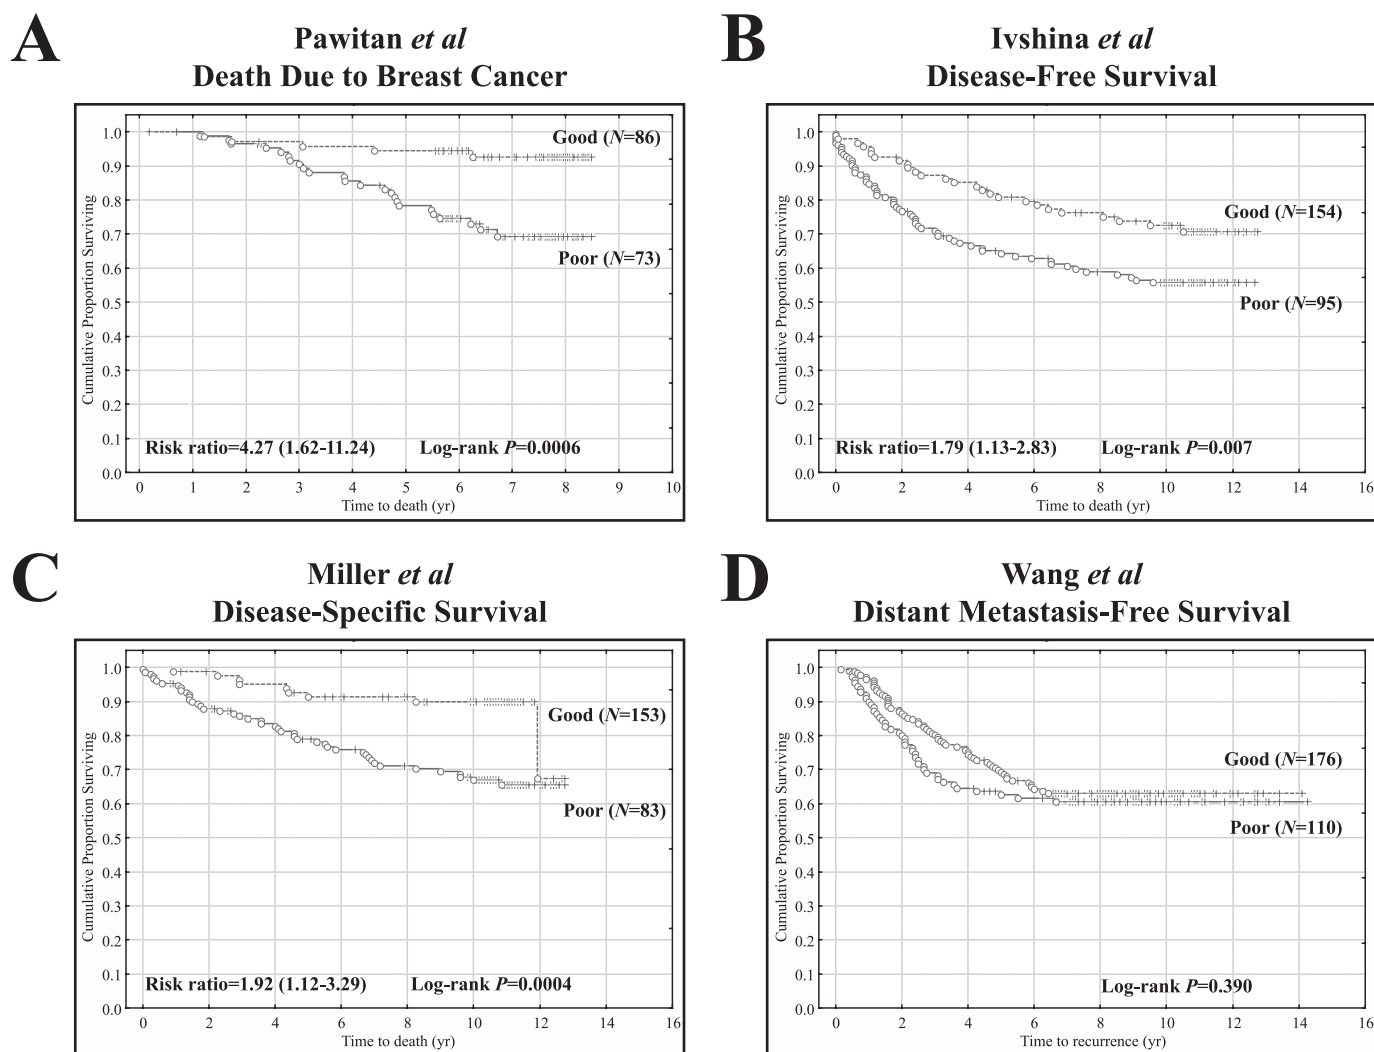 A
Pawitan et al
Death Due to Breast Cancer
Cumulative Proportion Surviving
1.0
0.9
0.8
0.7
0.6
0.5
0.4
0.3
0.2
0.1
0.0
Good (N=86)
Poor (N=73)
Risk ratio=4.27 (1.62-11.24) Log-rank P=0.0006
0 1 2 3 4 5 6 7 8 9 10
Time to death (yr)
B
Ivshina et al
Disease-Free Survival
Cumulative Proportion Surviving
1.0
0.9
0.8
0.7
0.6
0.5
0.4
0.3
0.2
0.1
0.0
Good (N=154)
Poor (N=95)
Risk ratio=1.79 (1.13-2.83) Log-rank P=0.007
0 2 4 6 8 10 12 14 16
Time to death (yr)
C
Miller et al
Disease-Specific Survival
Cumulative Proportion Surviving
1.0
0.9
0.8
0.7
0.6
0.5
0.4
0.3
0.2
0.1
0.0
Good (N=153)
Poor (N=83)
Risk ratio=1.92 (1.12-3.29) Log-rank P=0.0004
0 2 4 6 8 10 12 14 16
Time to death (yr)
D
Wang et al
Distant Metastasis-Free Survival
Cumulative Proportion Surviving
1.0
0.9
0.8
0.7
0.6
0.5
0.4
0.3
0.2
0.1
0.0
Good (N=176)
Poor (N=110)
Log-rank P=0.390
0 2 4 6 8 10 12 14 16
Time to recurrence (yr)